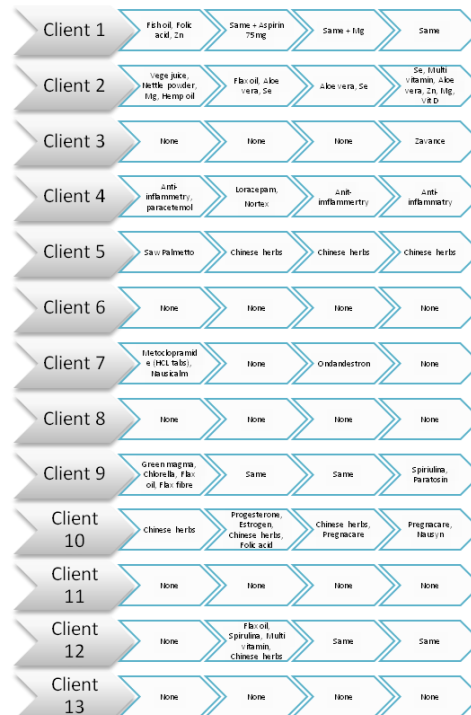 Client 1
Fish oil, Folic
acid, Zn
Same + Aspirin
75mg
Same + Mg
Same
Client 2
Vege juice,
Nettle powder,
Mg, Hemp oil
Flax oil, Aloe
vera, Se
Aloe vera, Se
Se, Multi
vitamin, Aloe
vera, Zn, Mg,
Vit D
Client 3
None
None
None
Zavance
Client 4
Anti-
imflammetry,
paracetemol
Lorazepam,
Nortex
Anit-
imflammertry
Anti-
imflammatry
Client 5
Saw Palmetto
Chinese herbs
Chinese herbs
Chinese herbs
Client 6
None
None
None
None
Client 7
Metoclopramid
e (HCL tabs),
Nausicalm
None
Ondandestron
None
Client 8
None
None
None
None
Client 9
Green magma,
Chlorella, Flax
oil, Flax fibre
Same
Same
Spiriulina,
Paratosin
Client
10
Chinese herbs
Progesterone,
Estrogen,
Chinese herbs,
Folic acid
Chinese herbs,
Pregnacare
Pregnacare,
Nausyn
Client
11
None
None
None
None
Client
12
None
Flax oil,
Spirulina, Multi
vitamin,
Chinese herbs
Same
Same
Client
13
None
None
None
None